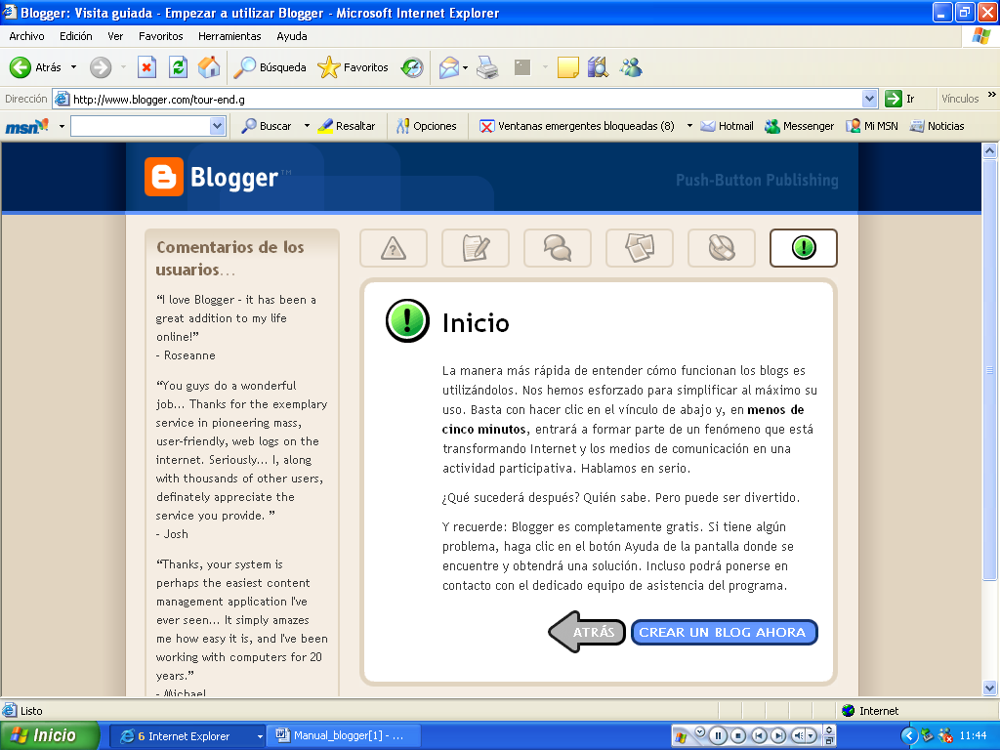 Blogger: Visita guiada - Empezar a utilizar Blogger - Microsoft Internet Explorer
Archivo Edición Ver Favoritos Herramientas Ayuda
Atrás Búsqueda Favoritos
Dirección http://www.blogger.com/tour-end.g Ir Vínculos »
msn Buscar Resaltar Opciones Ventanas emergentes bloqueadas (8) Hotmail Messenger Mi MSN Noticias
Blogger™
Push-Button Publishing
Comentarios de los
usuarios...
“I love Blogger - it has been a
great addition to my life
online!”
- Roseanne
“You guys do a wonderful
job... Thanks for the exemplary
service in pioneering mass,
user-friendly, web logs on the
internet. Seriously... I, along
with thousands of other users,
definately appreciate the
service you provide. ”
- Josh
“Thanks, your system is
perhaps the easiest content
management application I've
ever seen... It simply amazes
me how easy it is, and I've been
working with computers for 20
years.”
- Michael
Inicio
La manera más rápida de entender cómo funcionan los blogs es
utilizándolos. Nos hemos esforzado para simplificar al máximo su
uso. Basta con hacer clic en el vínculo de abajo y, en menos de
cinco minutos, entrará a formar parte de un fenómeno que está
transformando Internet y los medios de comunicación en una
actividad participativa. Hablamos en serio.
¿Qué sucederá después? Quién sabe. Pero puede ser divertido.
Y recuerde: Blogger es completamente gratis. Si tiene algún
problema, haga clic en el botón Ayuda de la pantalla donde se
encuentre y obtendrá una solución. Incluso podrá ponerse en
contacto con el dedicado equipo de asistencia del programa.
ATRÁS CREAR UN BLOG AHORA
Listo Internet
Inicio 6 Internet Explorer Manual_blogger[1] - ... 11:44